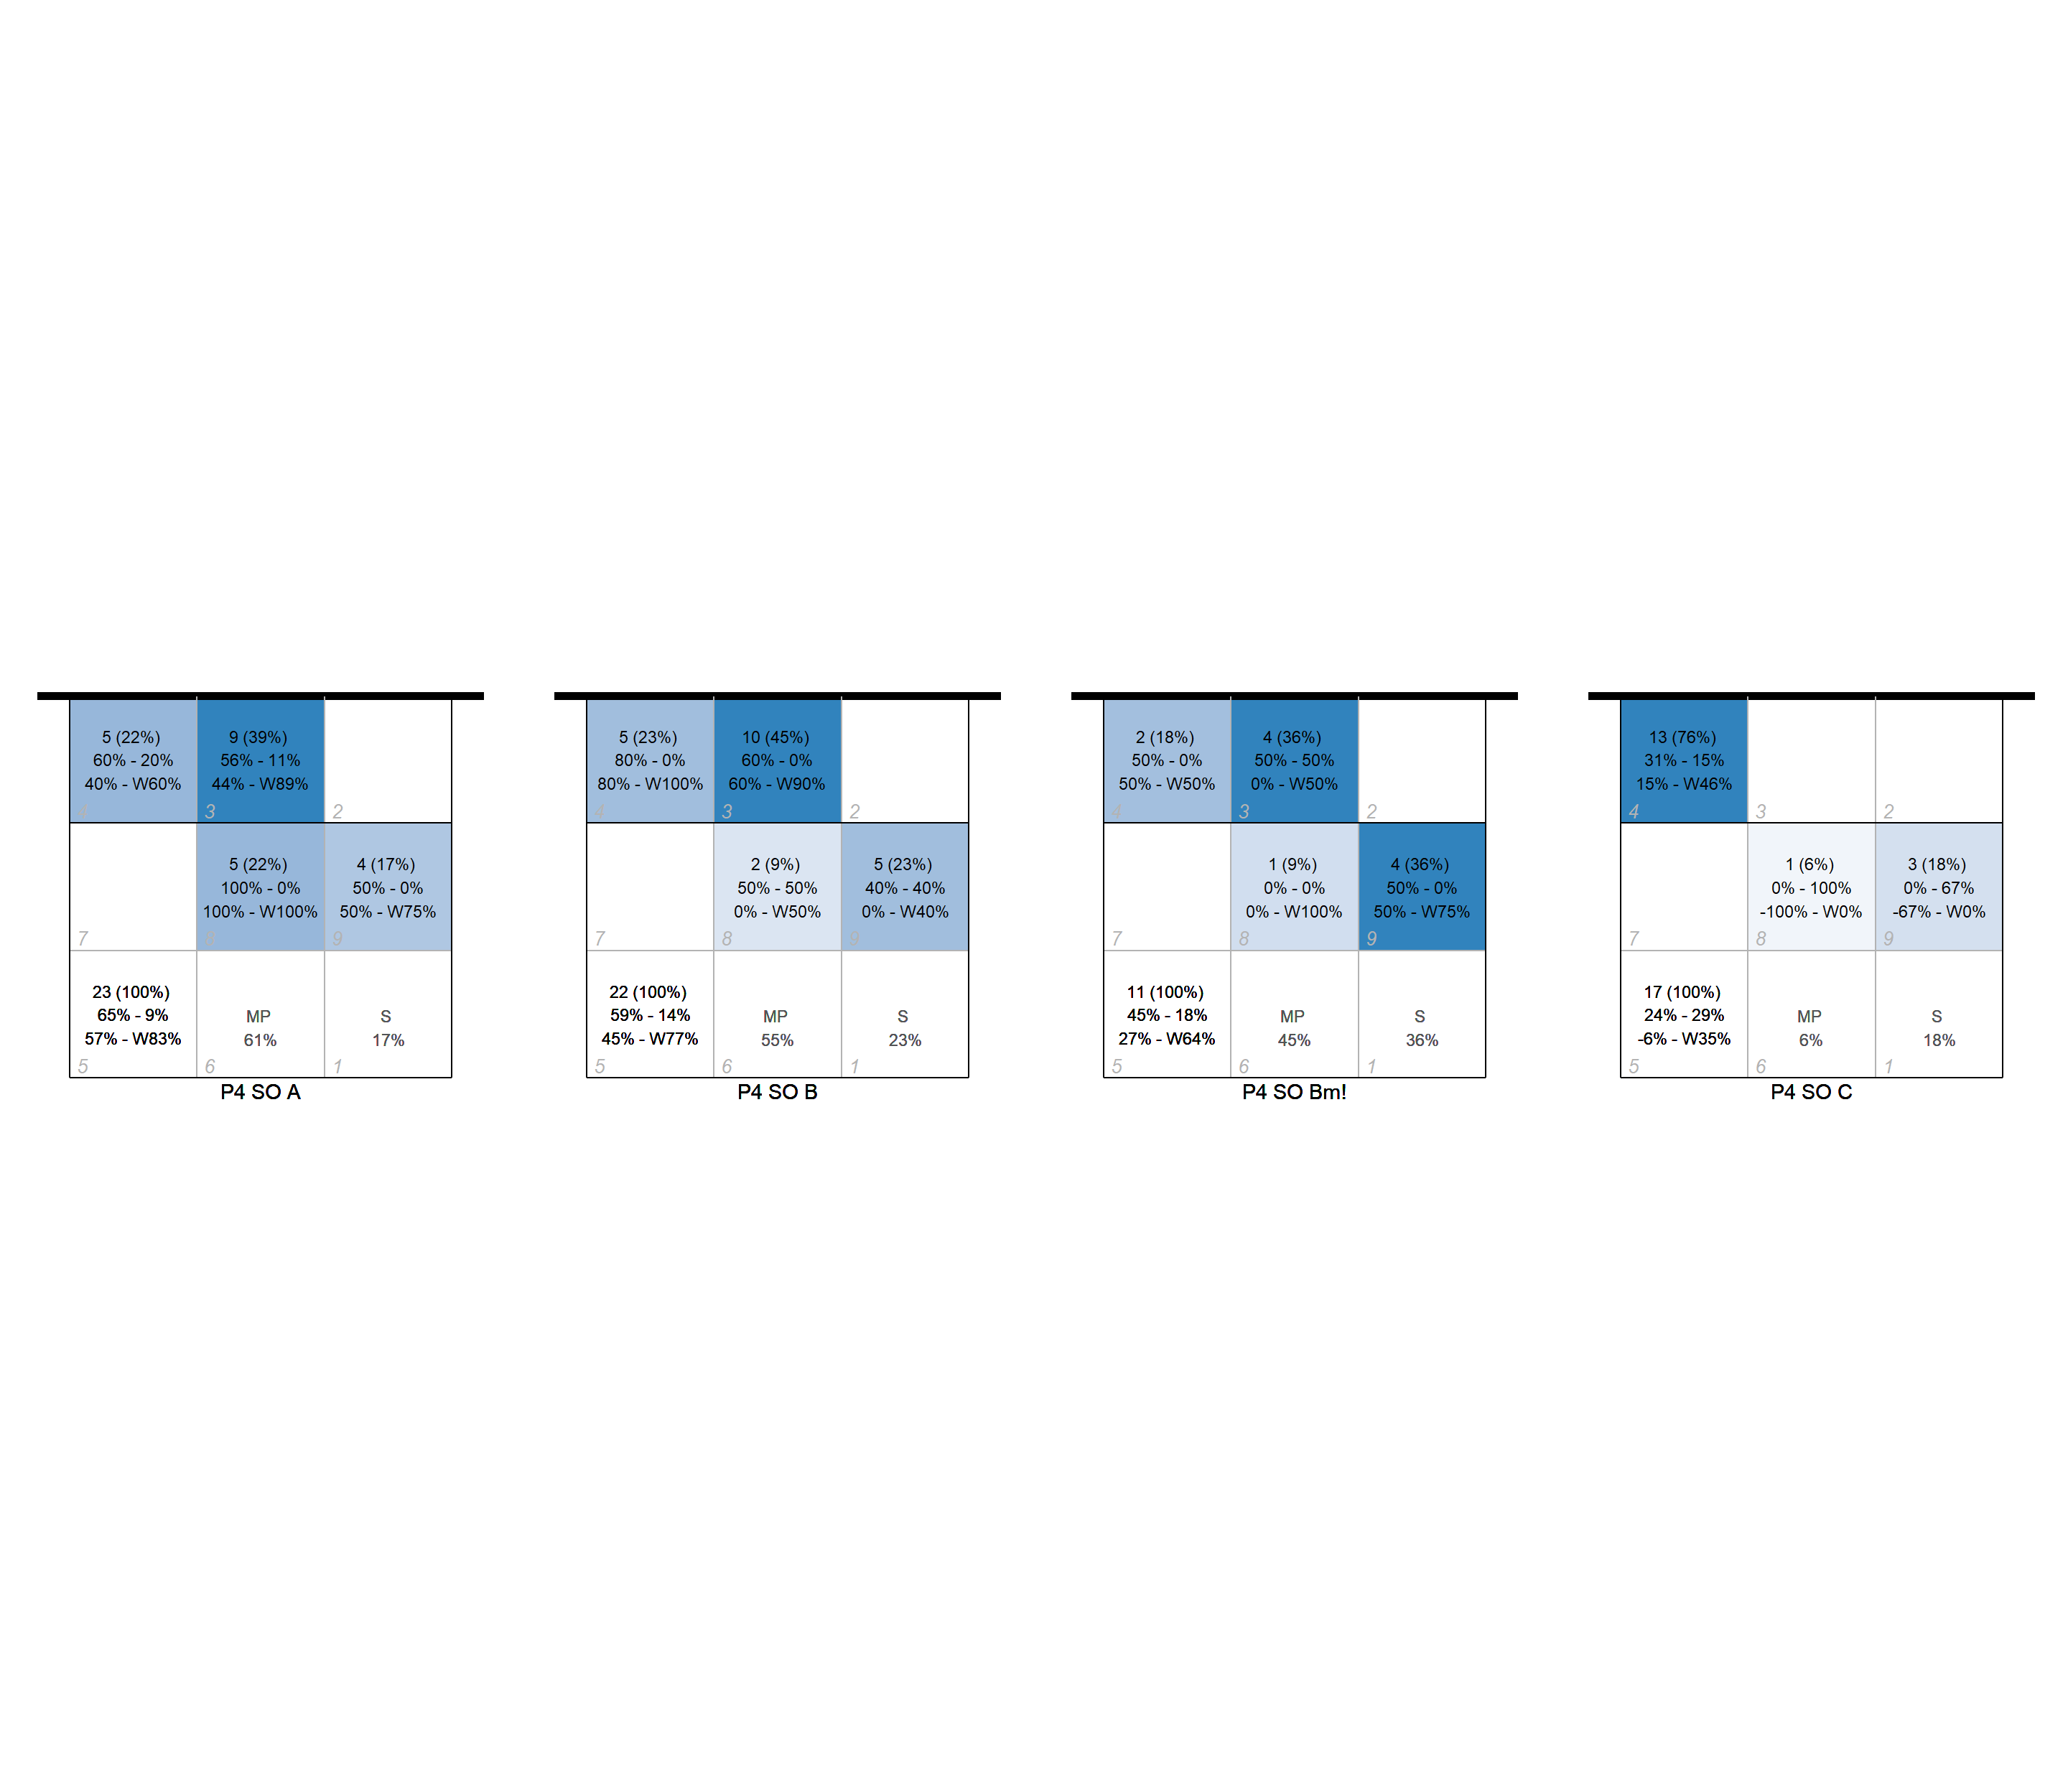 5 (22%)
60% - 20%
40% - W60%
4
9 (39%)
56% - 11%
44% - W89%
3
2
7
5 (22%)
100% - 0%
100% - W100%
8
4 (17%)
50% - 0%
50% - W75%
9
23 (100%)
65% - 9%
57% - W83%
5
MP
61%
6
S
17%
1
P4 SO A
5 (23%)
80% - 0%
80% - W100%
4
10 (45%)
60% - 0%
60% - W90%
3
2
7
2 (9%)
50% - 50%
0% - W50%
8
5 (23%)
40% - 40%
0% - W40%
9
22 (100%)
59% - 14%
45% - W77%
5
MP
55%
6
S
23%
1
P4 SO B
2 (18%)
50% - 0%
50% - W50%
4
4 (36%)
50% - 50%
0% - W50%
3
2
7
1 (9%)
0% - 0%
0% - W100%
8
4 (36%)
50% - 0%
50% - W75%
9
11 (100%)
45% - 18%
27% - W64%
5
MP
45%
6
S
36%
1
P4 SO Bm!
13 (76%)
31% - 15%
15% - W46%
4
3
2
7
1 (6%)
0% - 100%
-100% - W0%
8
3 (18%)
0% - 67%
-67% - W0%
9
17 (100%)
24% - 29%
-6% - W35%
5
MP
6%
6
S
18%
1
P4 SO C